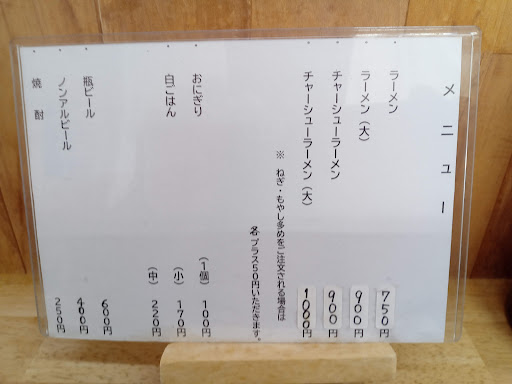 メニュー
ラーメン 750円
ラーメン(大) 900円
チャーシューメン 900円
チャーシューラーメン(大) 1000円
※ ねぎ・もやし多めをご注文される場合は
各プラス50円いただきます。
おにぎり (1個) 100円
白ごはん (小) 170円
(中) 220円
瓶ビール 600円
ノンアルビール 400円
焼酎 250円